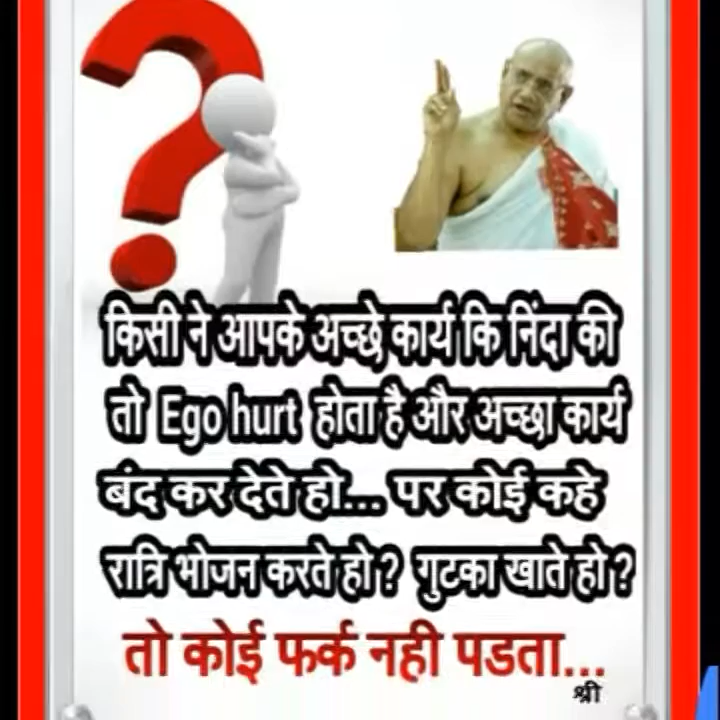 किसी ने आपके अच्छे कार्य कि निंदा की
तो Ego hurt होता है और अच्छा कार्य
बंद कर देते हो... पर कोई कहे
रात्रि भोजन करते हो? गुटका खाते हो?
तो कोई फर्क नही पडता...
श्री